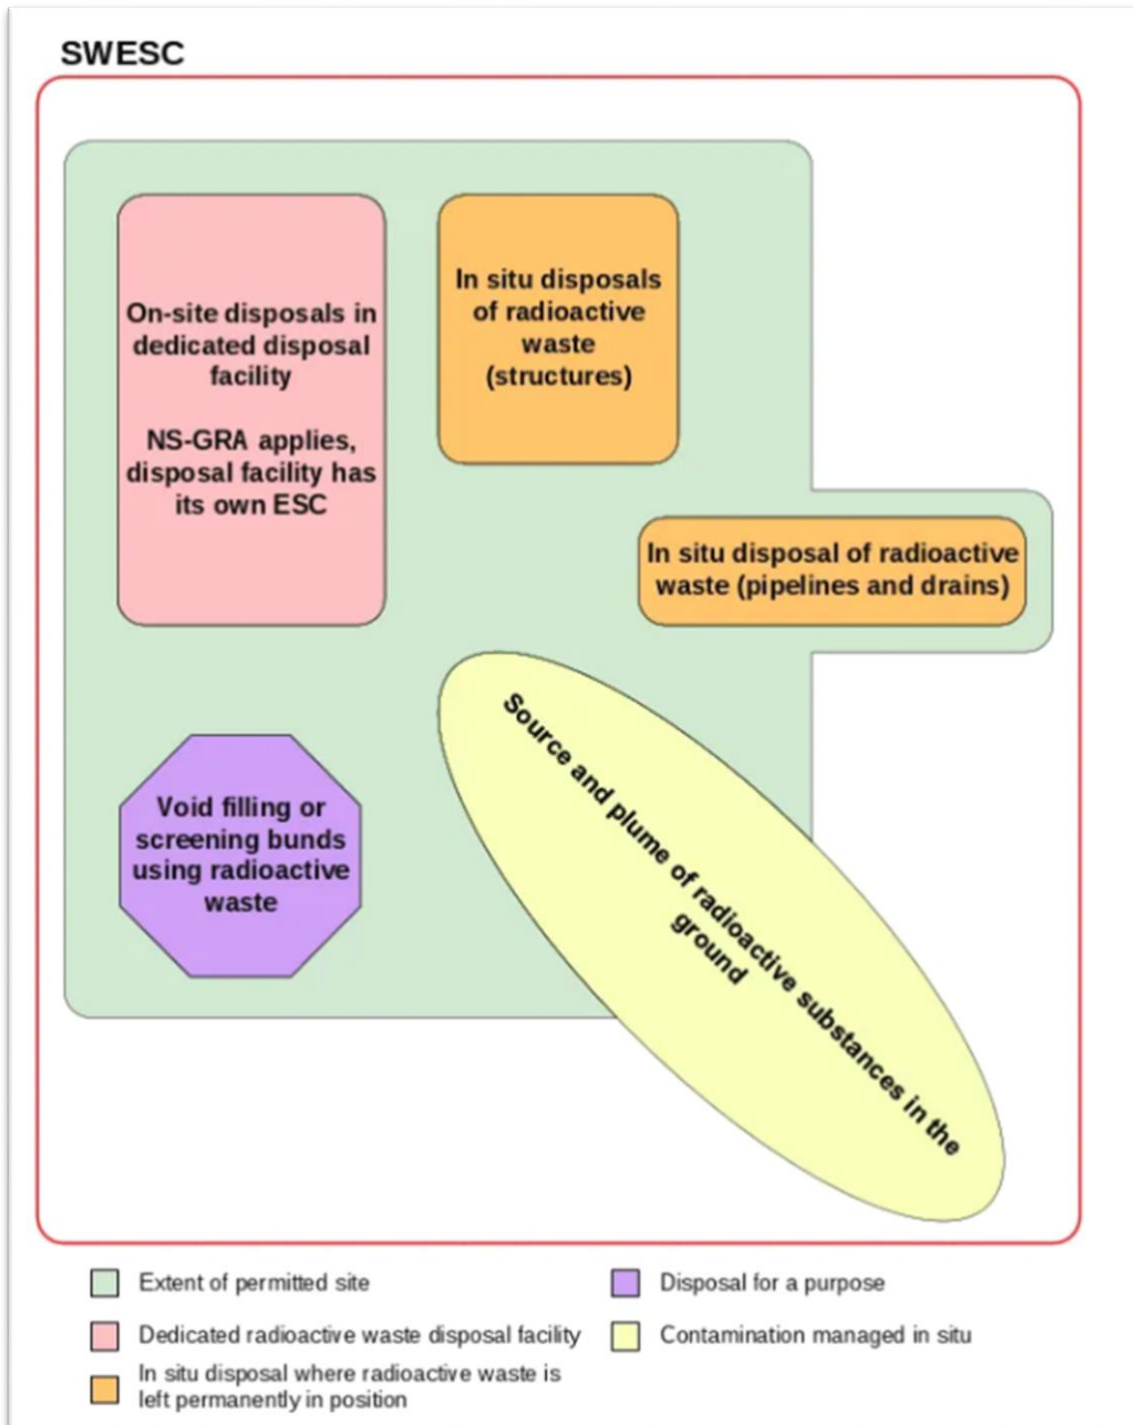 SWESC
On-site disposals in
dedicated disposal
facility
NS-GRA applies,
disposal facility has
its own ESC
In situ disposals
of radioactive
waste
(structures)
In situ disposal of radioactive
waste (pipelines and drains)
Void filling or
screening bunds
using radioactive
waste
Source and plume of radioactive substances in the
ground
Extent of permitted site
Dedicated radioactive waste disposal facility
In situ disposal where radioactive waste is
left permanently in position
Disposal for a purpose
Contamination managed in situ